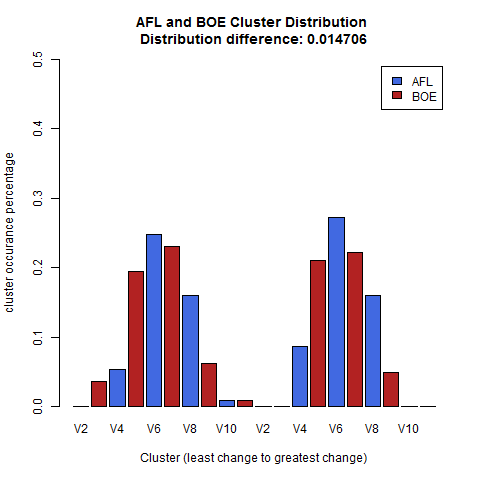 AFL and BOE Cluster Distribution
Distribution difference: 0.014706
AFL
BOE
cluster occurance percentage
0.5
0.4
0.3
0.2
0.1
0.0
V2 V4 V6 V8 V10 V2 V4 V6 V8 V10
Cluster (least change to greatest change)